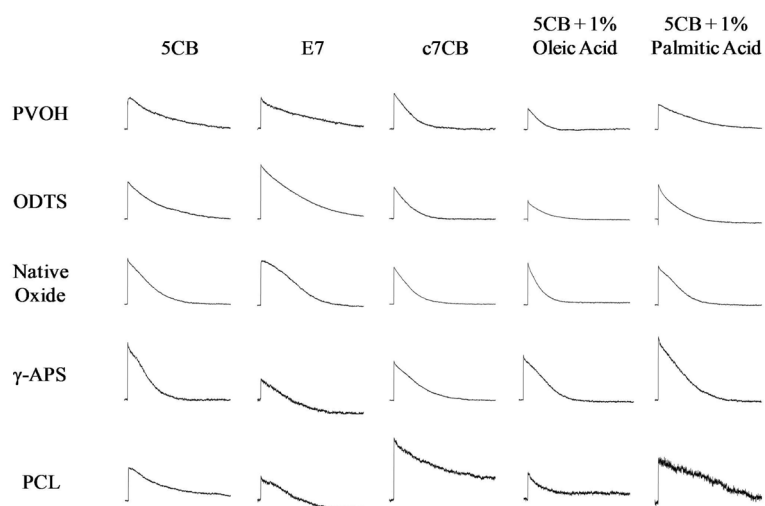 5CB
E7
c7CB
5CB + 1%
Oleic Acid
5CB + 1%
Palmitic Acid
PVOH
ODTS
Native
Oxide
γ-APS
PCL